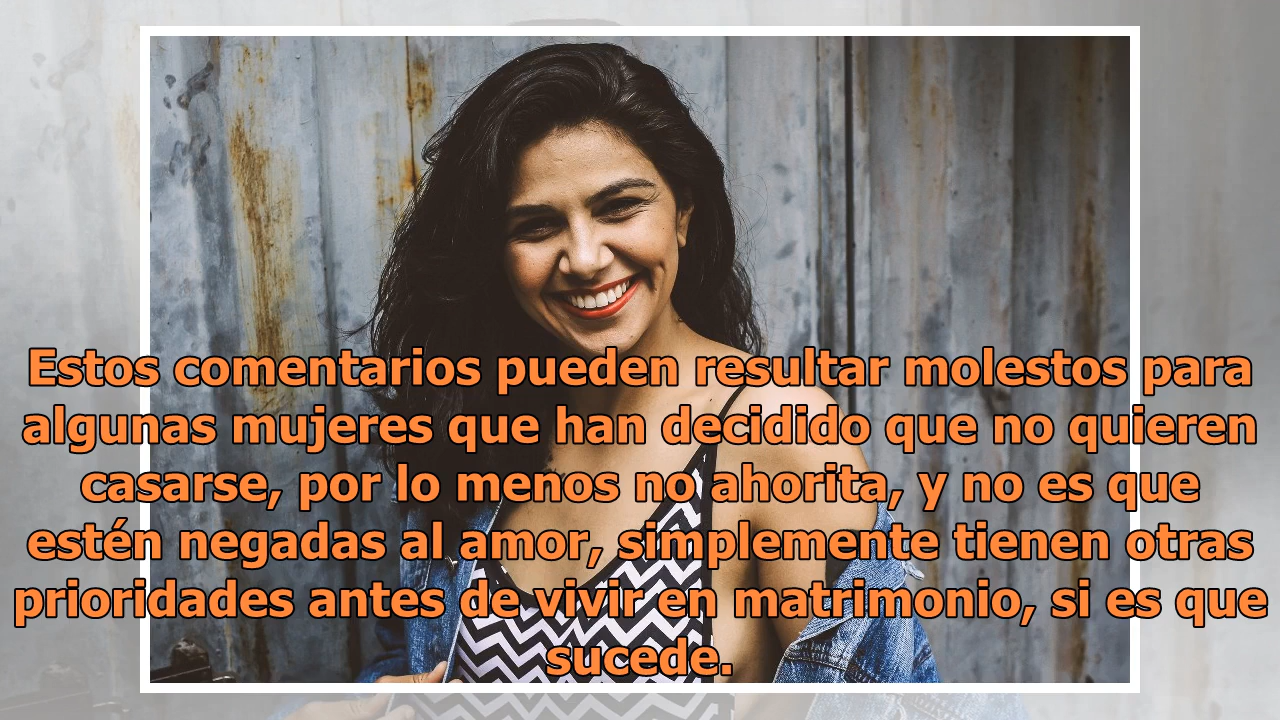 Estos comentarios pueden resultar molestos para
algunas mujeres que han decidido que no quieren
casarse, por lo menos no ahorita, y no es que
estén negadas al amor, simplemente tienen otras
prioridades antes de vivir en matrimonio, si es que
sucede.